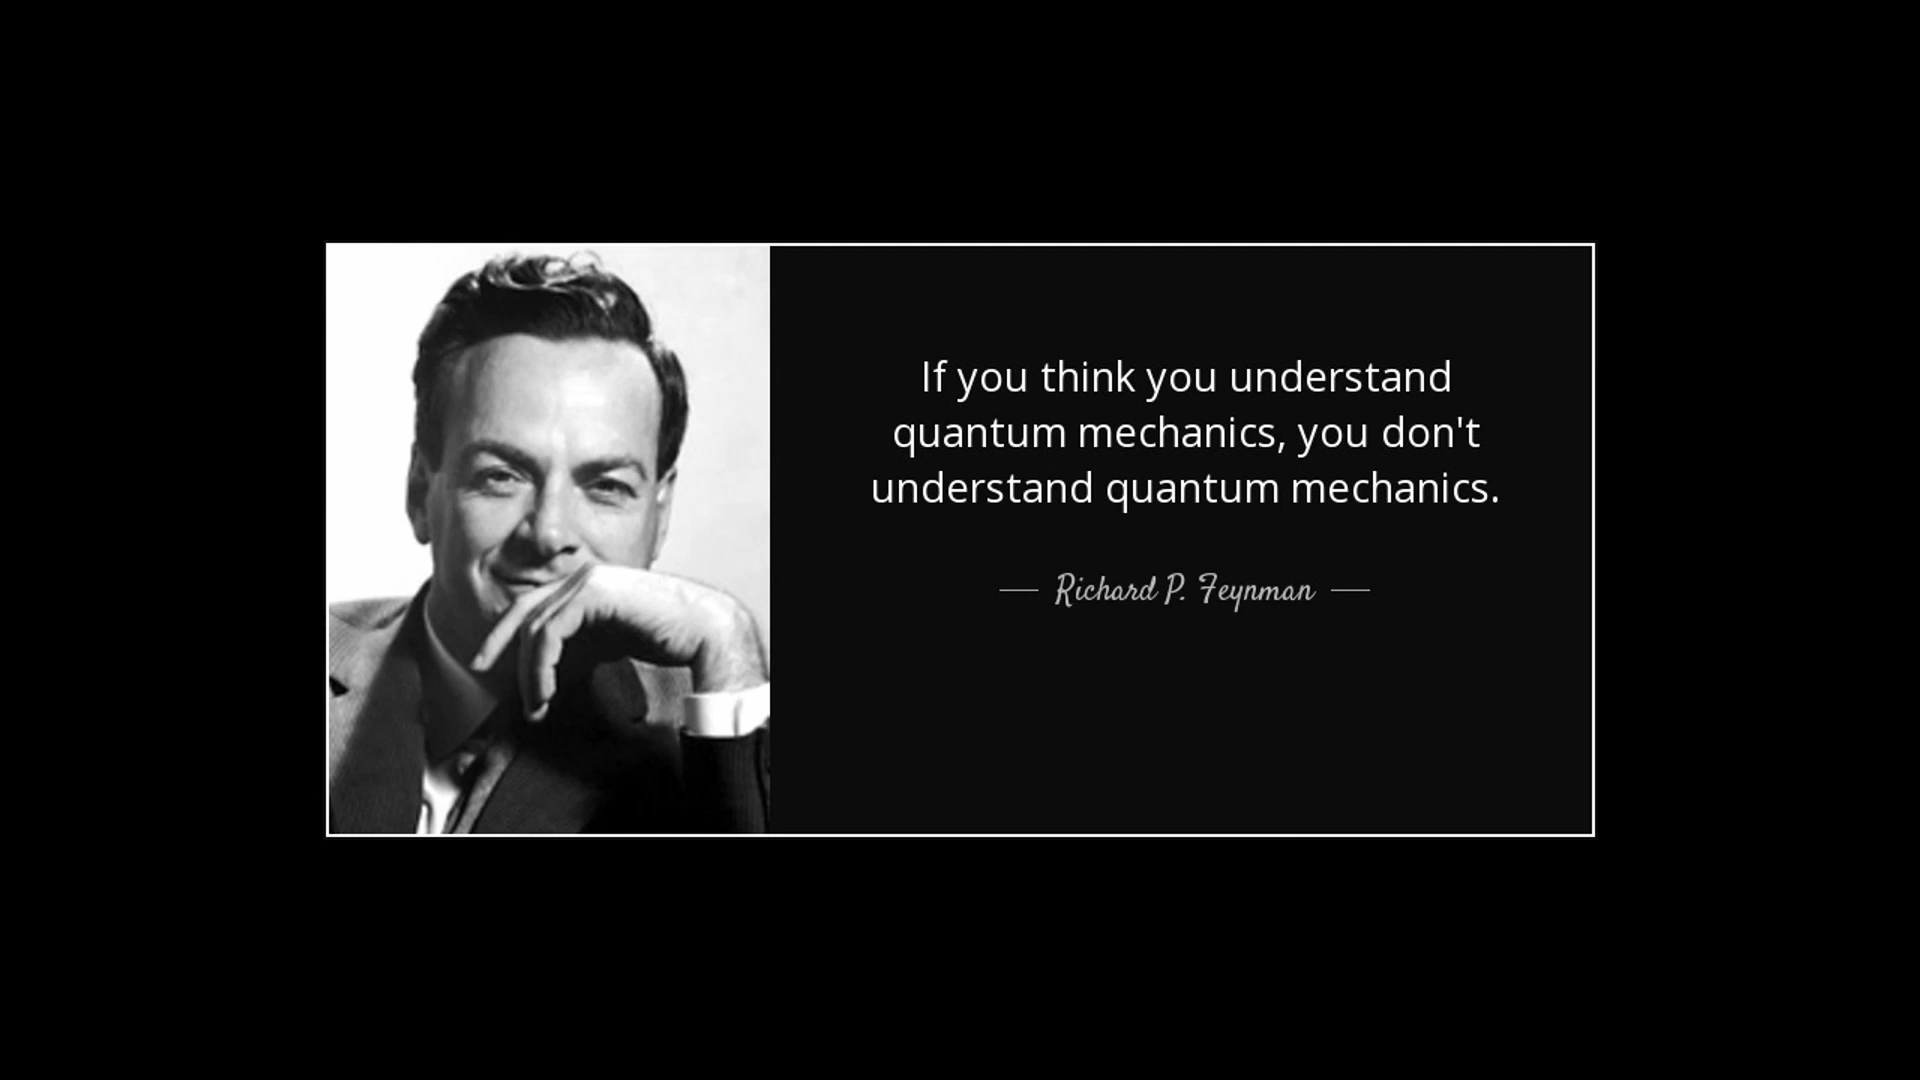 If you think you understand
quantum mechanics, you don't
understand quantum mechanics.
Richard P. Feynman